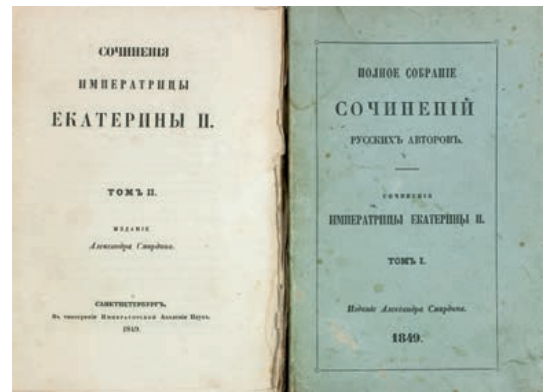 СОЧИНЕНІЯ
ИМПЕРАТРИЦЫ
ЕКАТЕРИНЫ II.
ТОМЪ II.
ИЗДАНІЕ
Александра Смирдина.
САНКТПЕТЕРБУРГЪ.
Въ типографіи Императорской Академіи Наукъ.
1849.
ПОЛНОЕ СОБРАНІЕ
СОЧИНЕНІЙ
РУССКИХЪ АВТОРОВЪ.
СОЧИНЕНІЯ
ИМПЕРАТРИЦЫ ЕКАТЕРИНЫ II.
ТОМЪ I.
Изданіе Александра Смирдина.
1849.